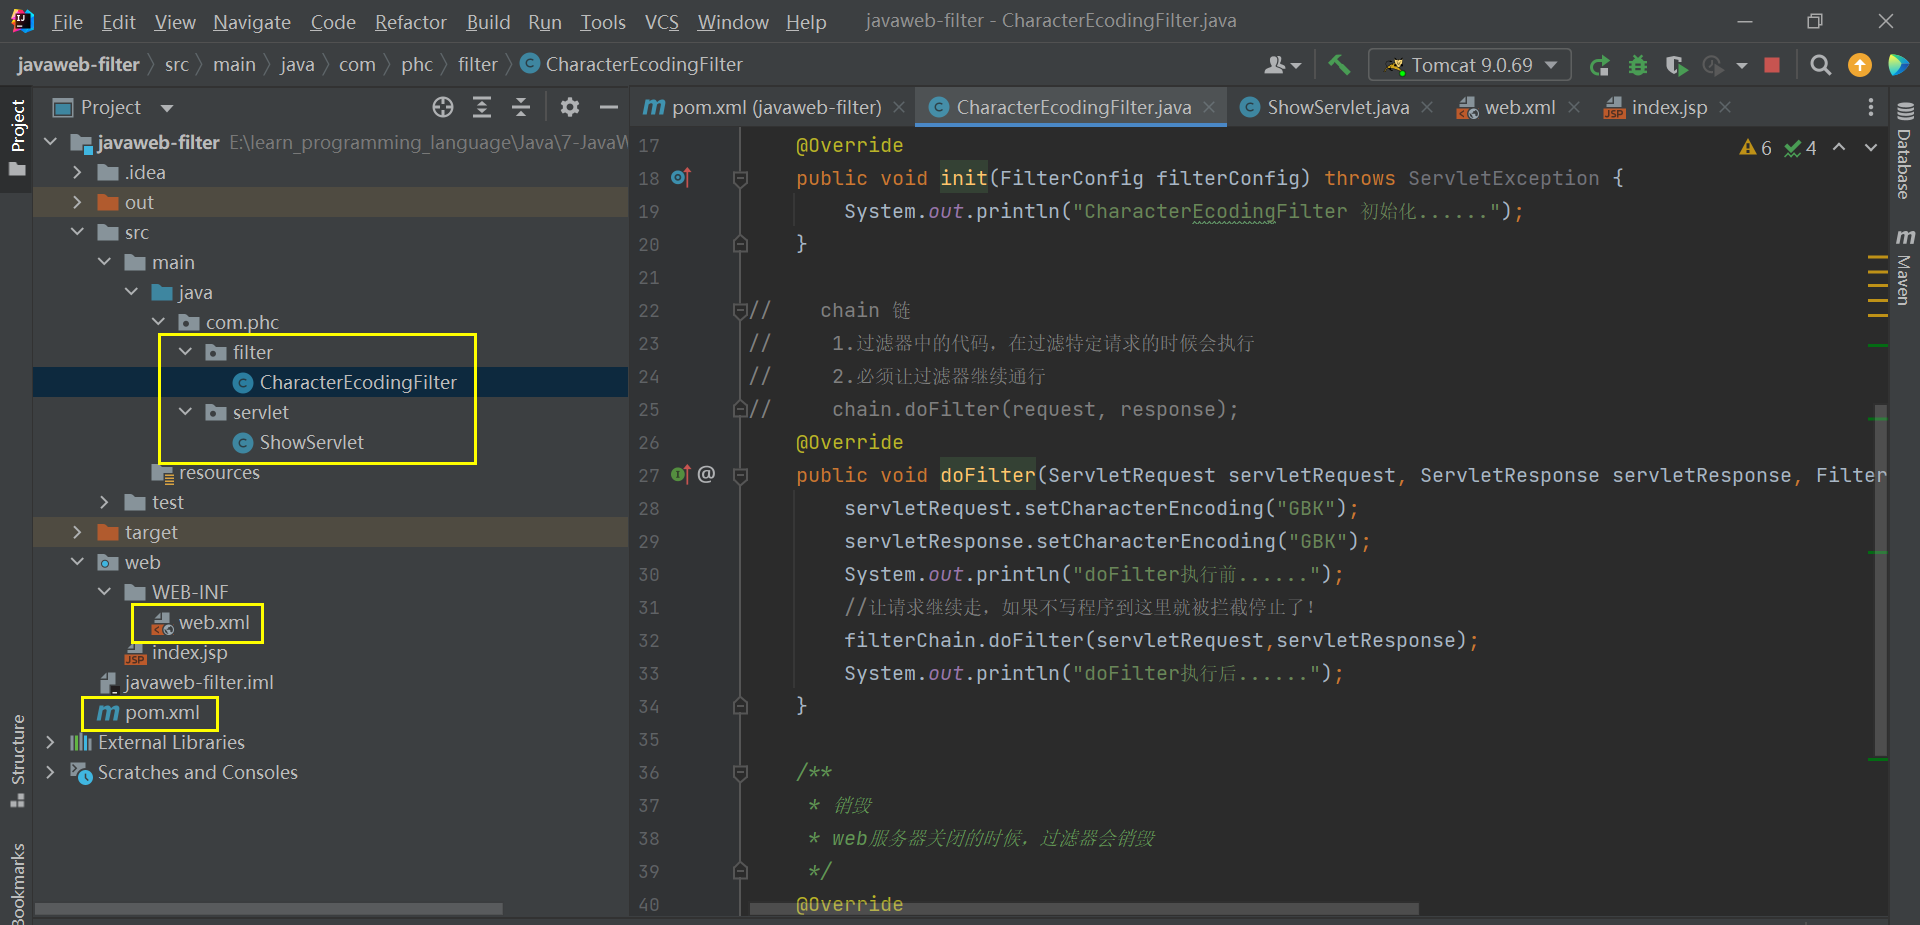 File Edit View Navigate Code Refactor Build Run Tools VCS Window Help javaweb-filter - CharacterEcodingFilter.java
javaweb-filter src main java com phc filter CharacterEcodingFilter Tomcat 9.0.69
Project
pom.xml (javaweb-filter) CharacterEcodingFilter.java ShowServlet.java web.xml index.jsp
Project
Structure
Bookmarks
Database
Maven
javaweb-filter E:\learn_programming_language\Java\7-JavaW
.idea
out
src
main
java
com.phc
filter
CharacterEcodingFilter
servlet
ShowServlet
resources
test
target
web
WEB-INF
web.xml
index.jsp
javaweb-filter.iml
pom.xml
External Libraries
Scratches and Consoles
6 4
17 @Override
18 public void init(FilterConfig filterConfig) throws ServletException {
19 System.out.println("CharacterEcodingFilter 初始化......");
20 }
21
22 // chain 链
23 // 1.过滤器中的代码，在过滤特定请求的时候会执行
24 // 2.必须让过滤器继续通行
25 // chain.doFilter(request, response);
26 @Override
27 @ public void doFilter(ServletRequest servletRequest, ServletResponse servletResponse, Filter
28 servletRequest.setCharacterEncoding("GBK");
29 servletResponse.setCharacterEncoding("GBK");
30 System.out.println("doFilter执行前......");
31 //让请求继续走，如果不写程序到这里就被拦截停止了！
32 filterChain.doFilter(servletRequest,servletResponse);
33 System.out.println("doFilter执行后......");
34 }
35
36 /**
37 * 销毁
38 * web服务器关闭的时候，过滤器会销毁
39 */
40 @Override